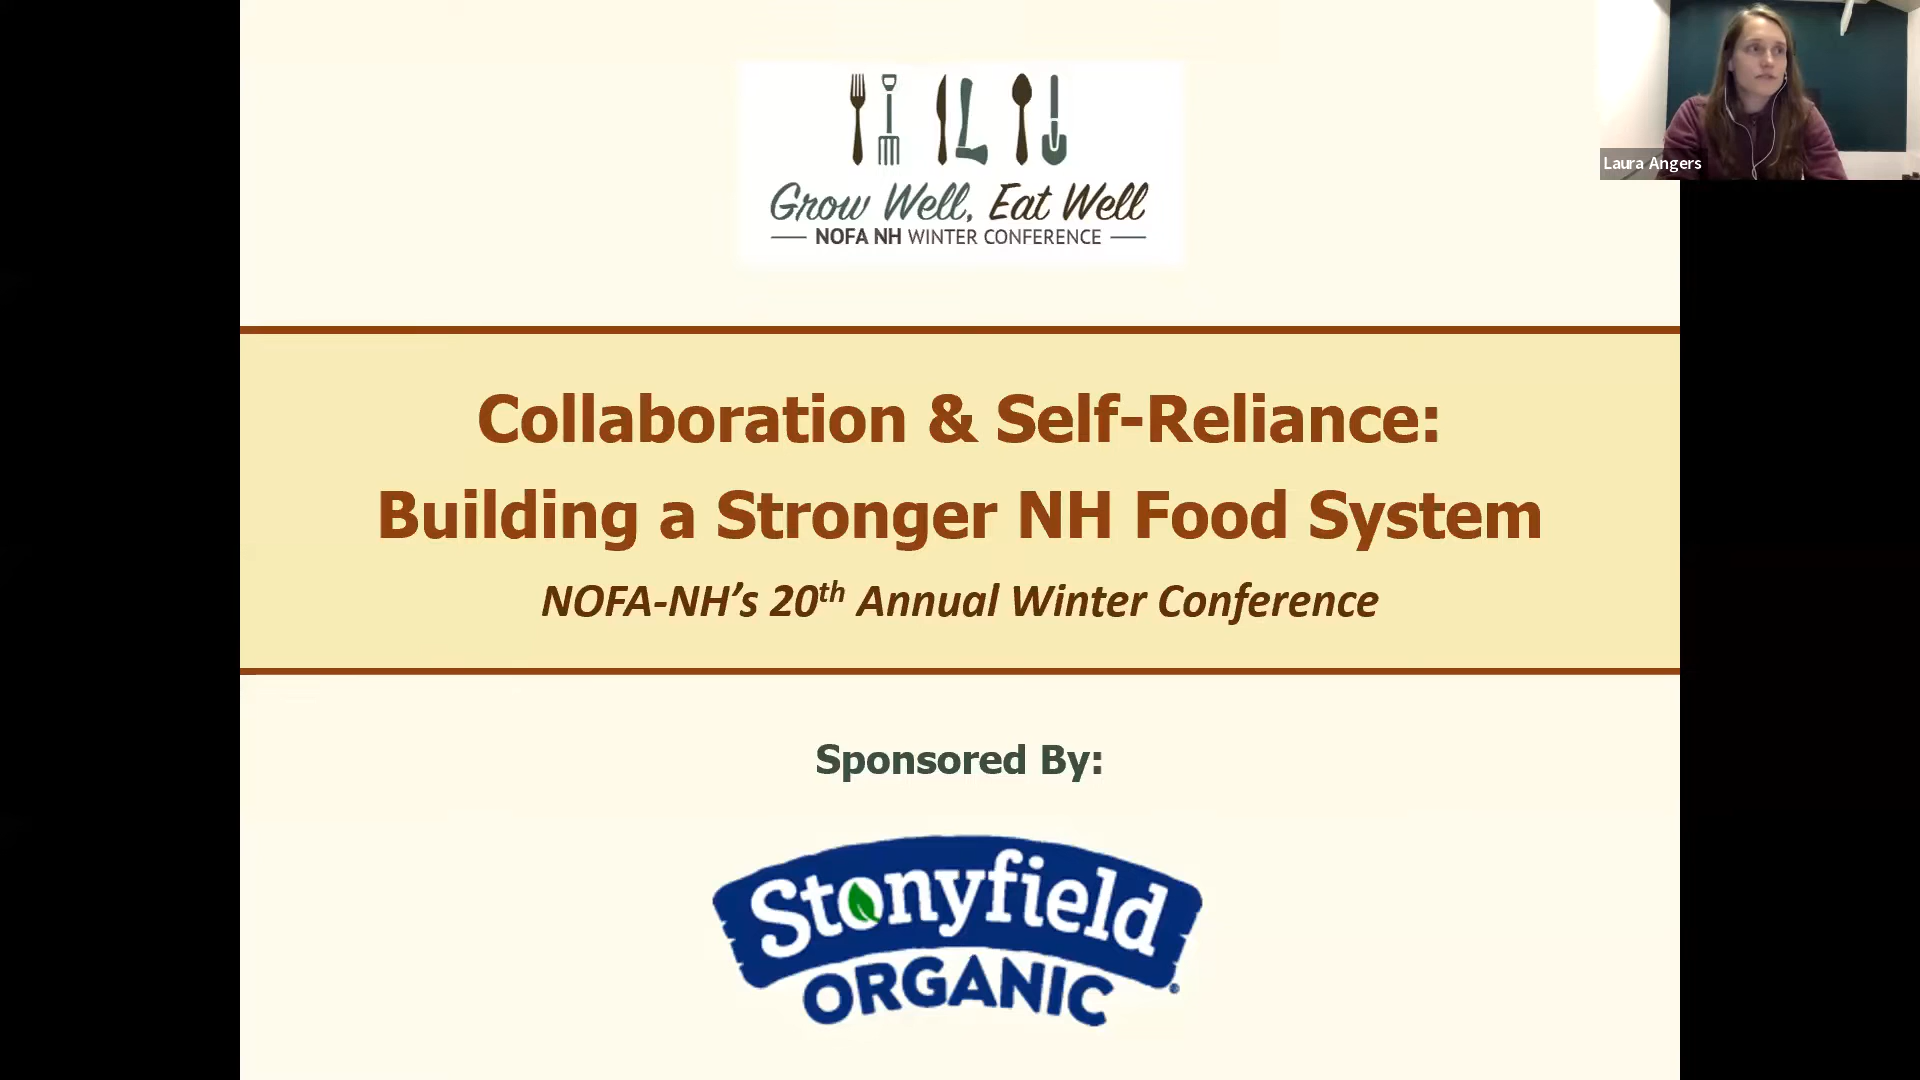 Laura Angers
Grow Well, Eat Well
NOFA NH WINTER CONFERENCE
Collaboration & Self-Reliance:
Building a Stronger NH Food System
NOFA-NH’s 20th Annual Winter Conference
Sponsored By:
Stonyfield
ORGANIC